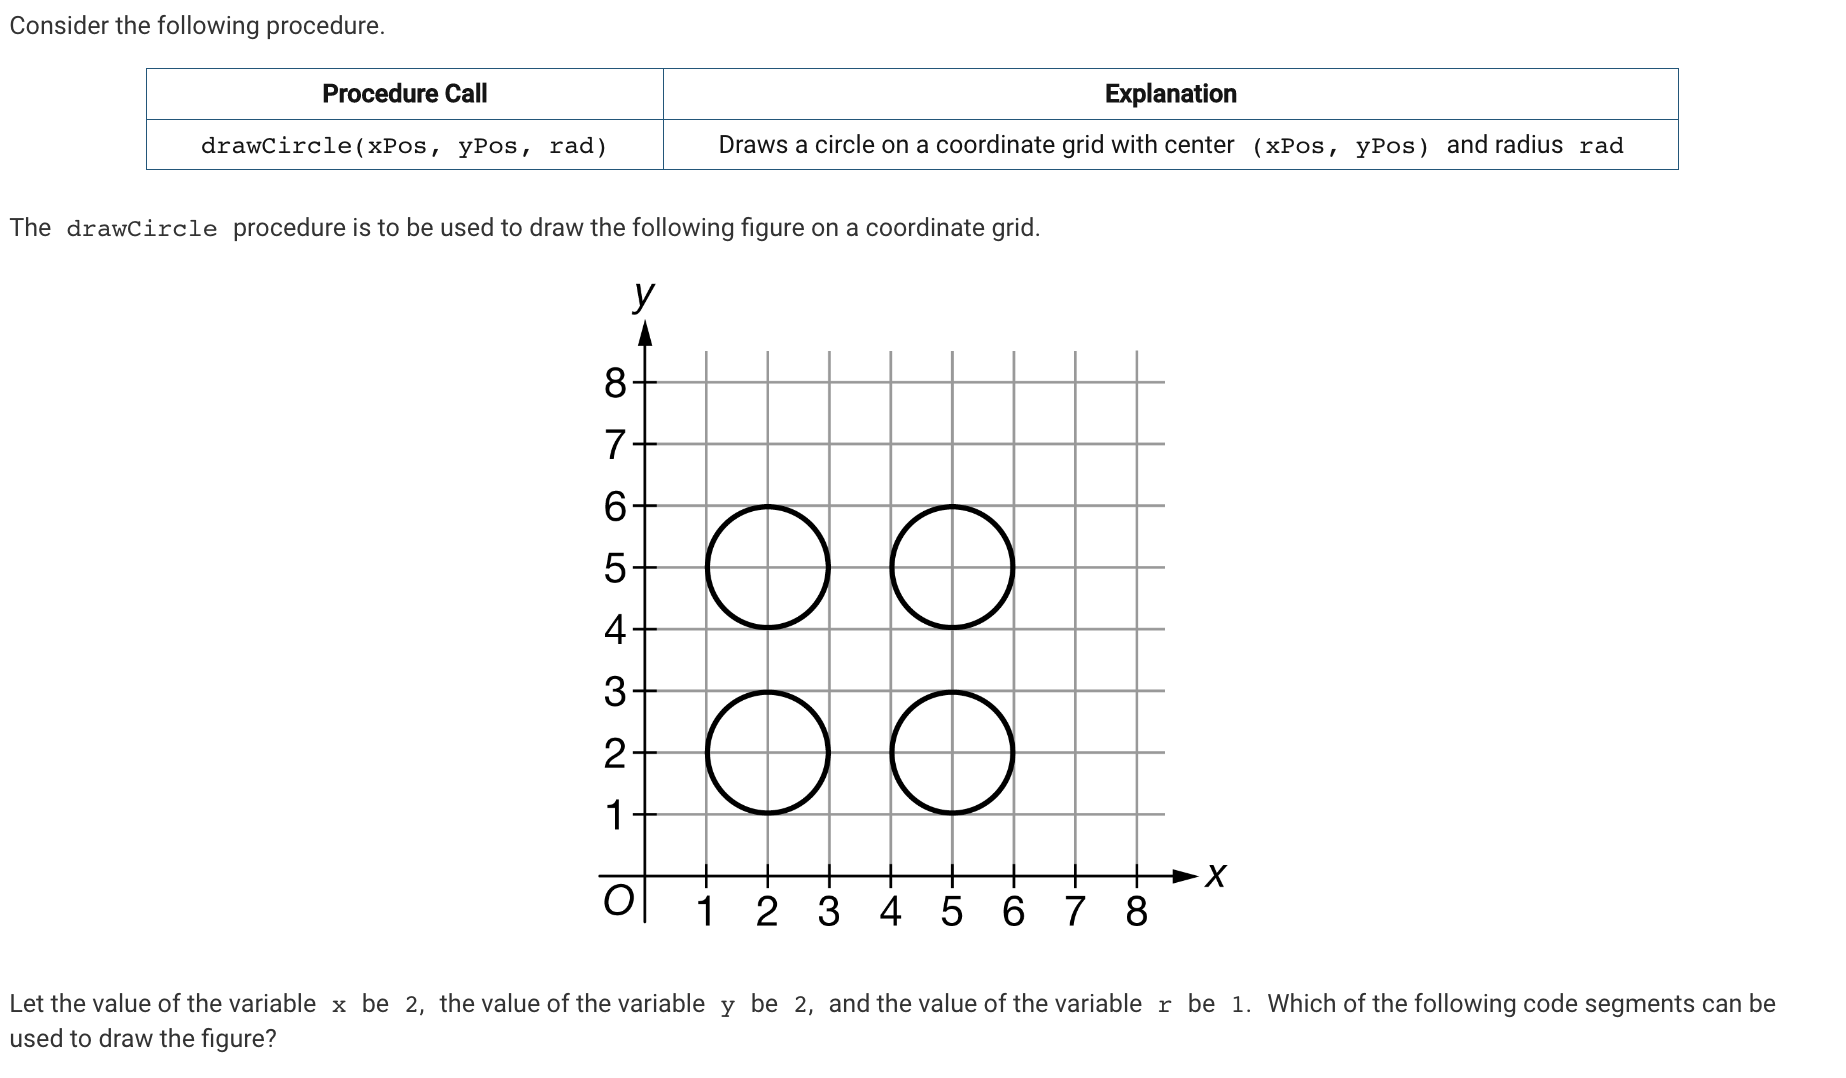 Consider the following procedure.
Procedure Call Explanation
drawCircle(xPos, yPos, rad) Draws a circle on a coordinate grid with center (xPos, yPos) and radius rad
The drawCircle procedure is to be used to draw the following figure on a coordinate grid.
y
8
7
6
5
4
3
2
1
x
O 1 2 3 4 5 6 7 8
Let the value of the variable x be 2, the value of the variable y be 2, and the value of the variable r be 1. Which of the following code segments can be
used to draw the figure?